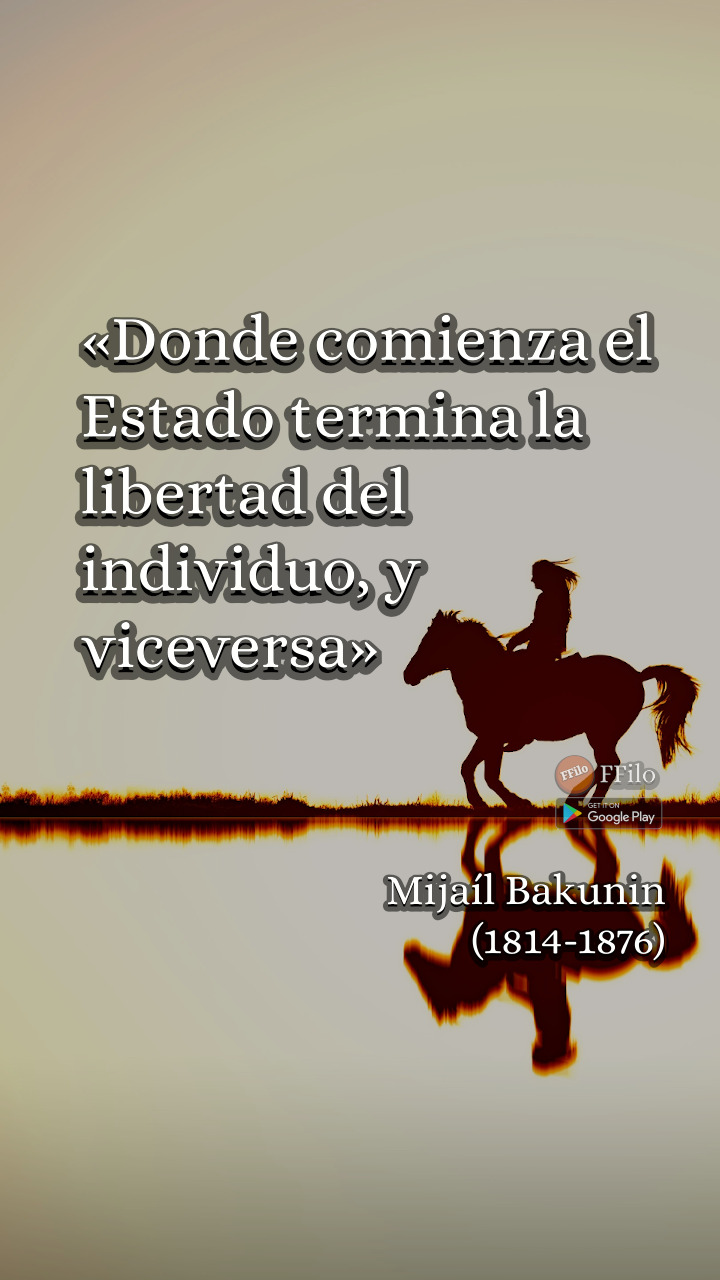 «Donde comienza el
Estado termina la
libertad del
individuo, y
viceversa»
FFilo FFilo
GET IT ON
Google Play
Mijaíl Bakunin
(1814-1876)